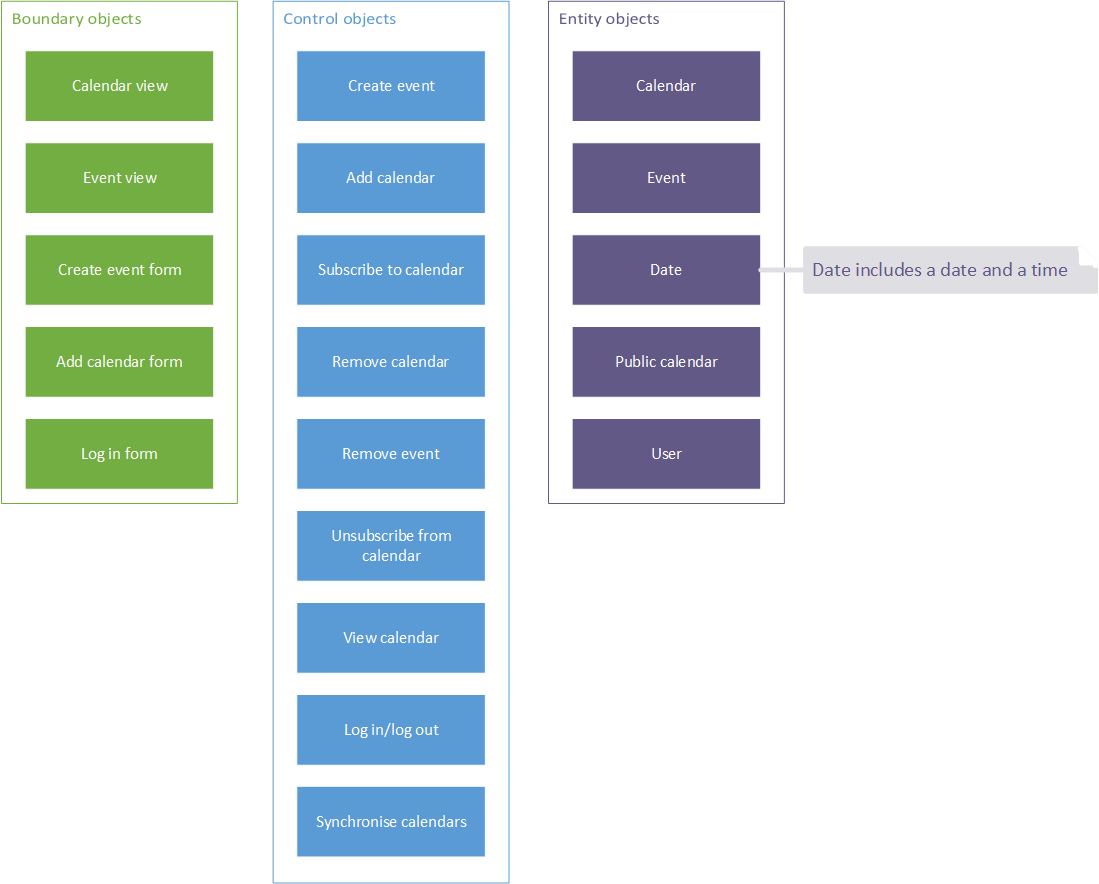 Boundary objects
Calendar view
Event view
Create event form
Add calendar form
Log in form
Control objects
Create event
Add calendar
Subscribe to calendar
Remove calendar
Remove event
Unsubscribe from
calendar
View calendar
Log in/log out
Synchronise calendars
Entity objects
Calendar
Event
Date
Public calendar
User
Date includes a date and a time